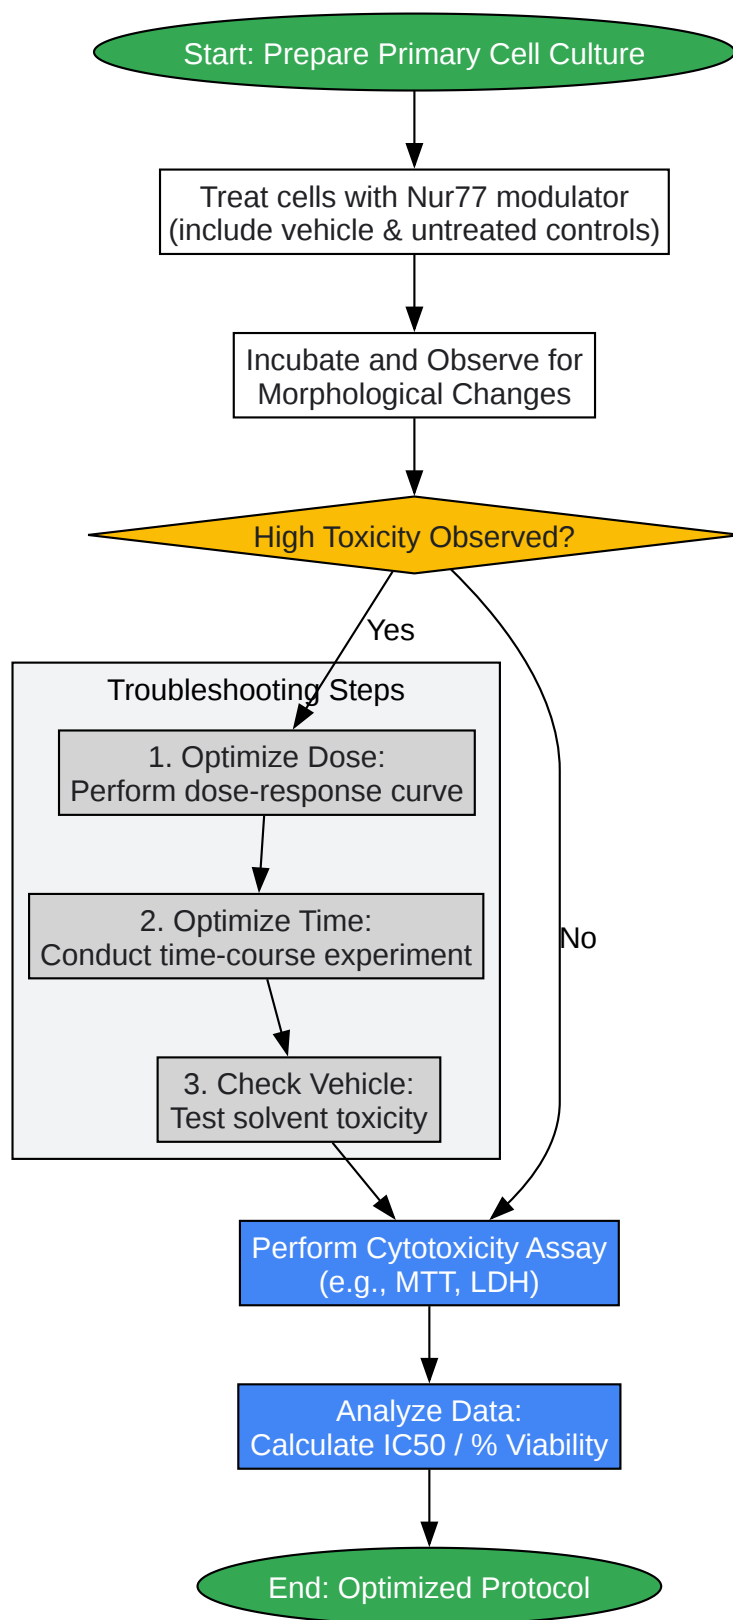 Start: Prepare Primary Cell Culture
Treat cells with Nur77 modulator
(include vehicle & untreated controls)
Incubate and Observe for
Morphological Changes
High Toxicity Observed?
Yes
Troubleshooting Steps
1. Optimize Dose:
Perform dose-response curve
2. Optimize Time:
Conduct time-course experiment
No
3. Check Vehicle:
Test solvent toxicity
Perform Cytotoxicity Assay
(e.g., MTT, LDH)
Analyze Data:
Calculate IC50 / % Viability
End: Optimized Protocol